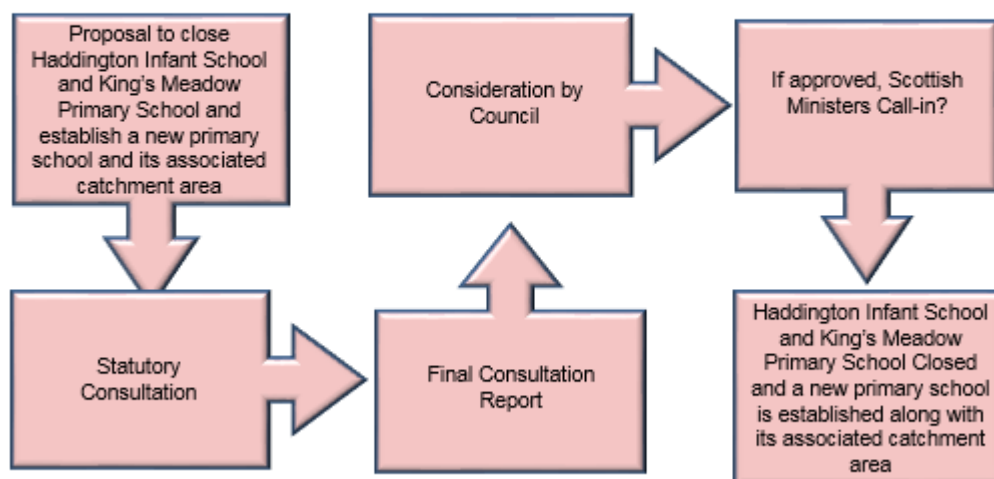 Proposal to close
Haddington Infant School
and King's Meadow
Primary School and
establish a new primary
school and its associated
catchment area
Statutory
Consultation
Final Consultation
Report
Consideration by
Council
If approved, Scottish
Ministers Call-in?
Haddington Infant School
and King's Meadow
Primary School Closed
and a new primary school
is established along with
its associated catchment
area